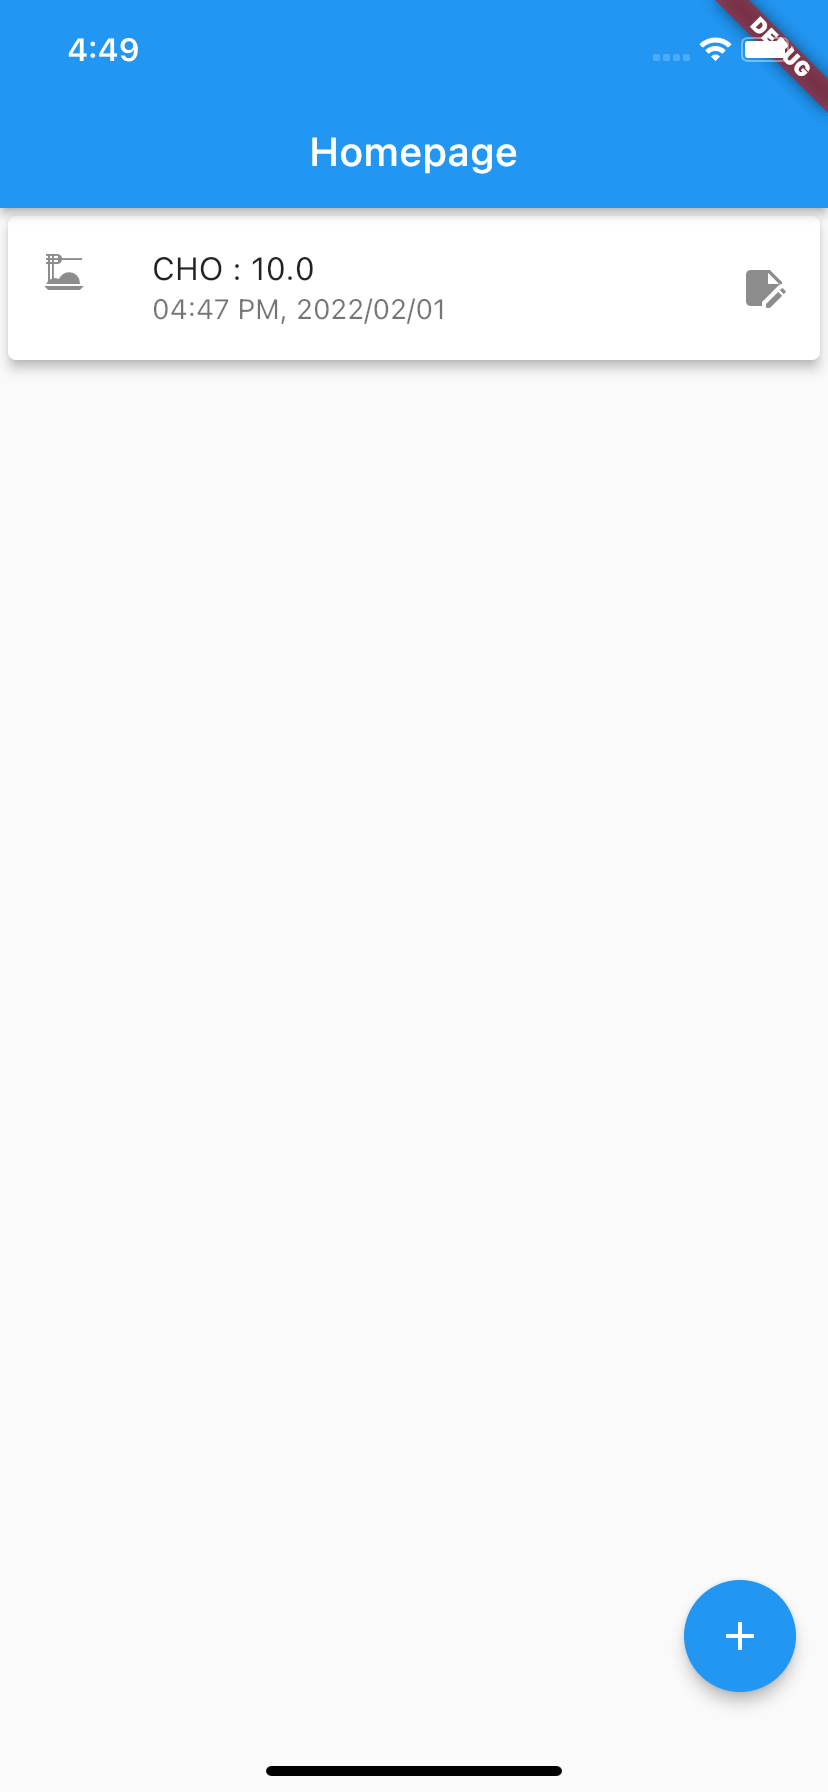 4:49
DEBUG
Homepage
CHO : 10.0
04:47 PM, 2022/02/01